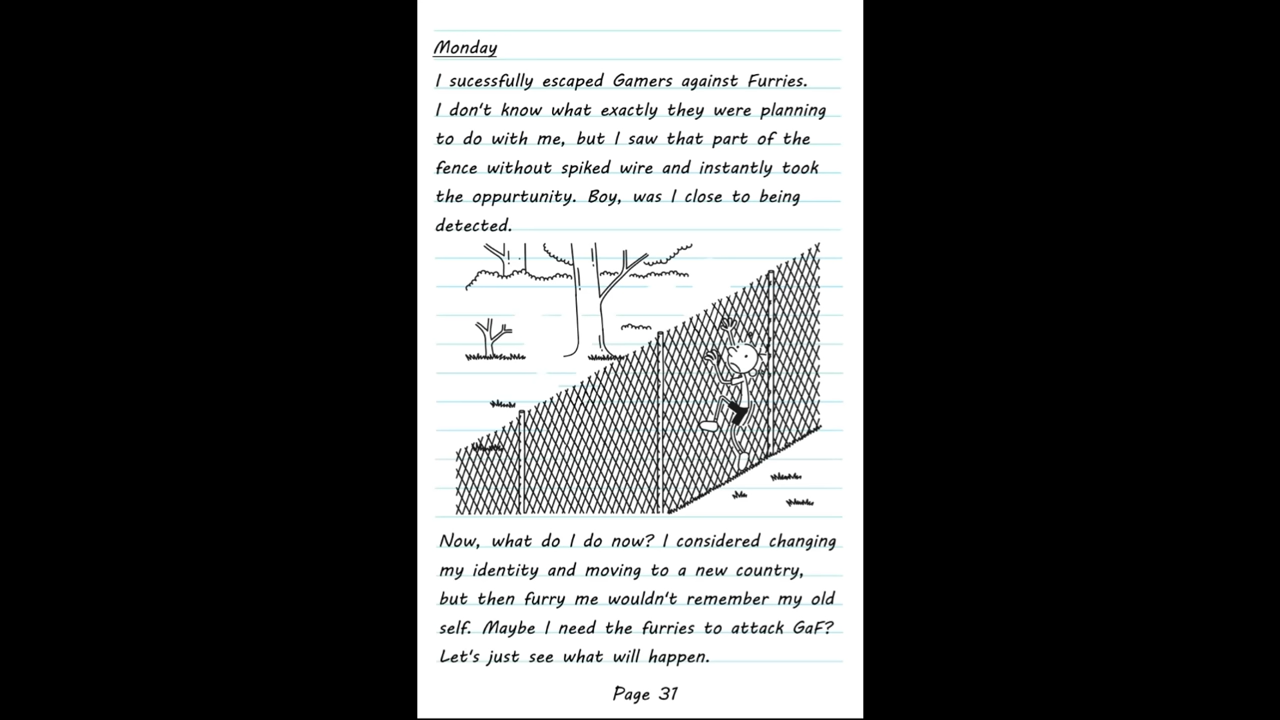 Monday
I sucessfully escaped Gamers against Furries.
I don't know what exactly they were planning
to do with me, but I saw that part of the
fence without spiked wire and instantly took
the oppurtunity. Boy, was I close to being
detected.
Now, what do I do now? I considered changing
my identity and moving to a new country,
but then furry me wouldn't remember my old
self. Maybe I need the furries to attack GaF?
Let's just see what will happen.
Page 31